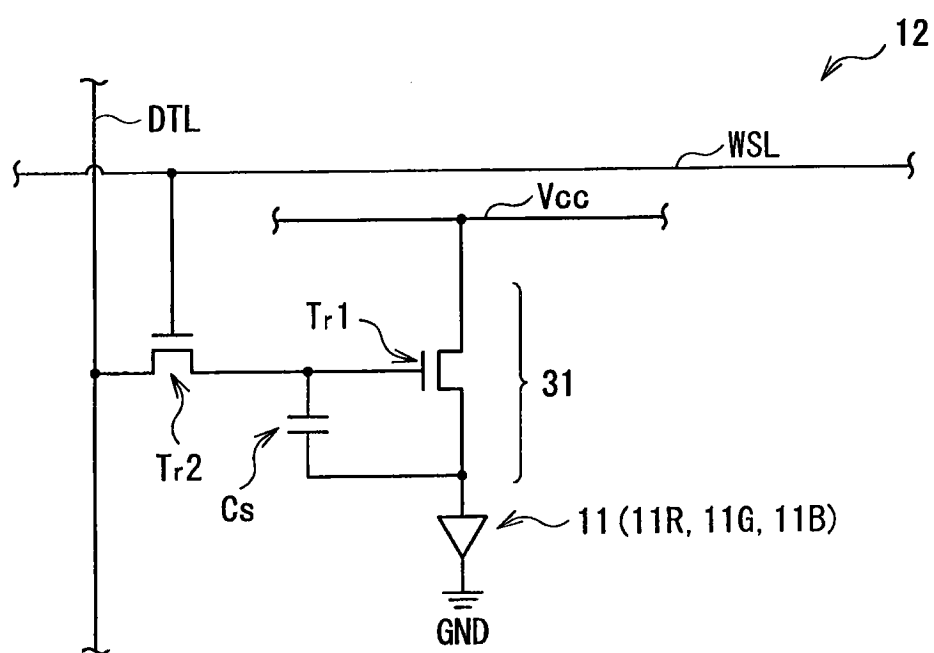 12
DTL
WSL
Vcc
Tr1
31
Tr2
Cs
11 (11R, 11G, 11B)
GND